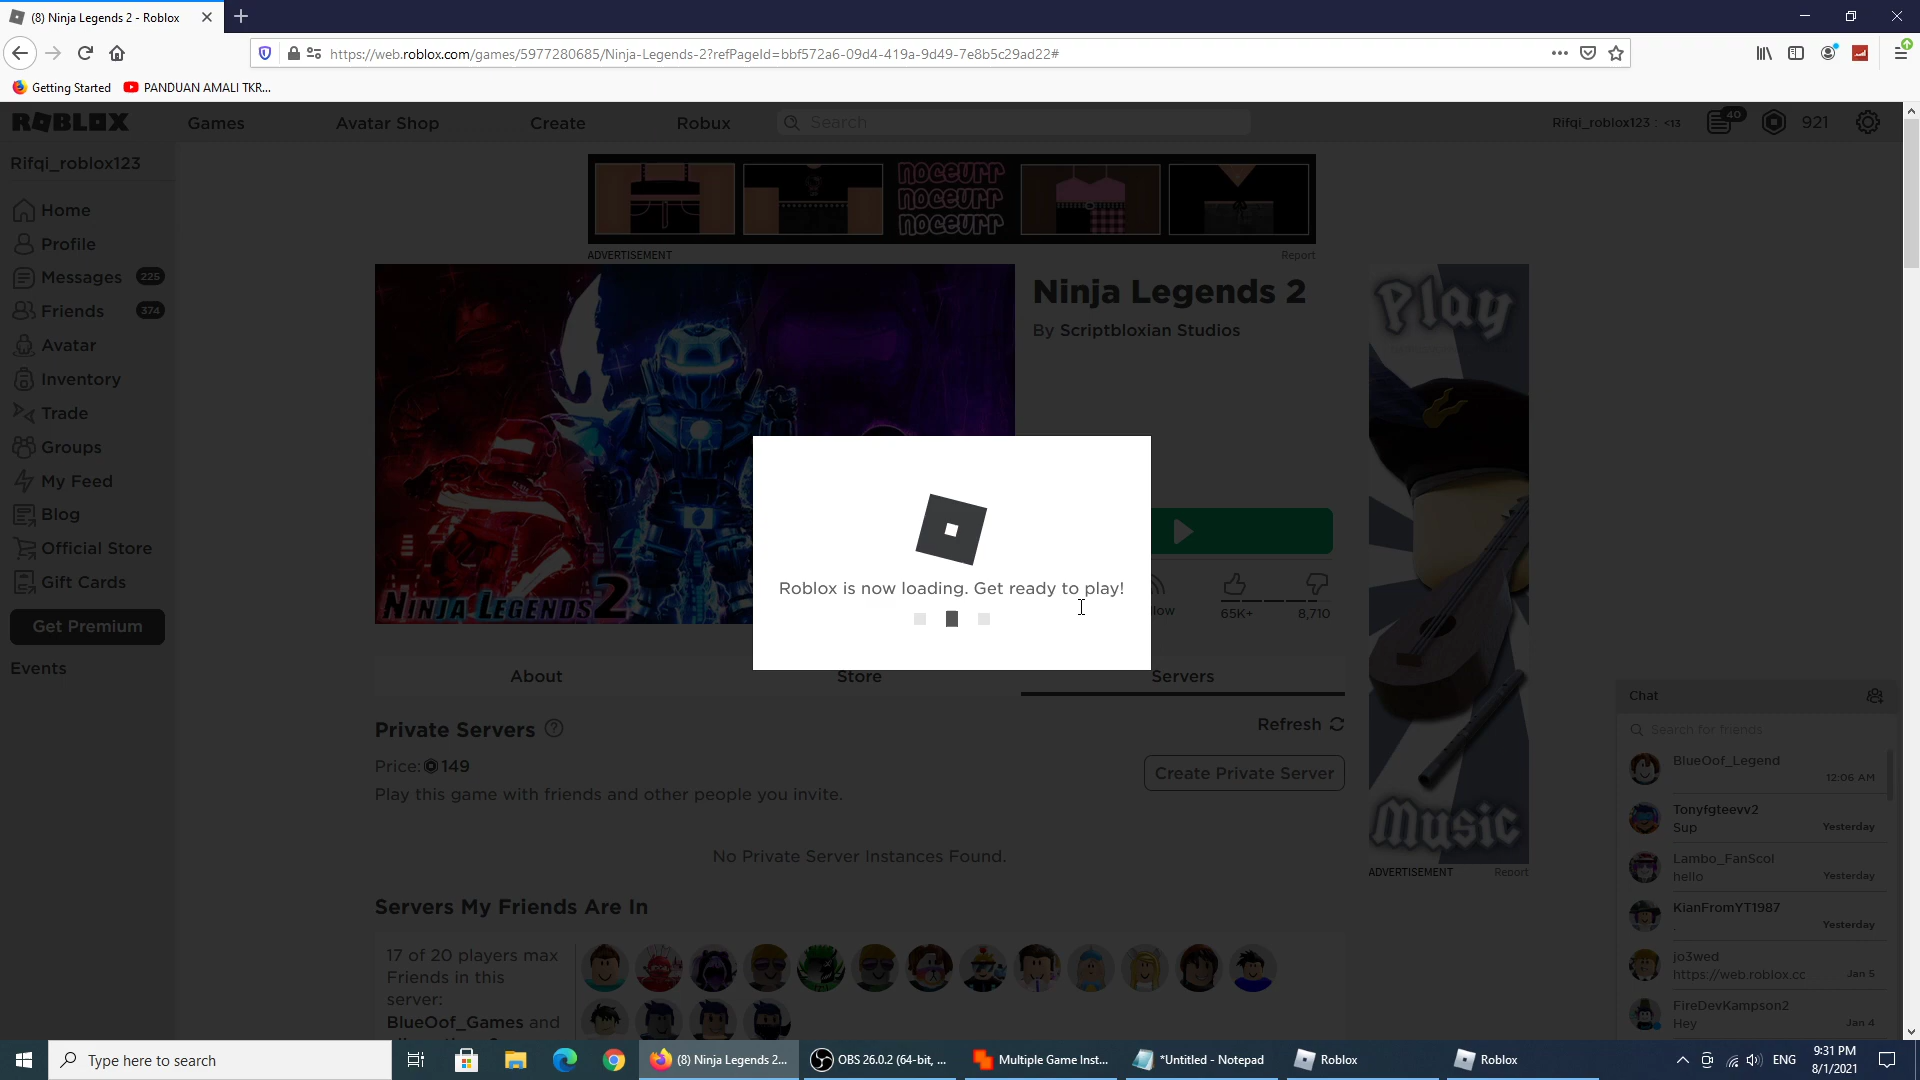 (8) Ninja Legends 2 - Roblox
https://web.roblox.com/games/5977280685/Ninja-Legends-2?refPageId=bbf572a6-09d4-419a-9d49-7e8b5c29ad22#
Getting Started
PANDUAN AMALI TKR...
ROBLOX
Games
Avatar Shop
Create
Robux
Search
Rifqi_roblox123 : <13
40
921
Rifqi_roblox123
Home
Profile
Messages 225
Friends 374
Avatar
Inventory
Trade
Groups
My Feed
Blog
Official Store
Gift Cards
Get Premium
Events
noceurr
noceurr
noceurr
ADVERTISEMENT
Report
NINJA LEGENDS 2
Ninja Legends 2
By Scriptbloxian Studios
Roblox is now loading. Get ready to play!
llow
65K+
8,710
About
Store
Servers
Private Servers
Refresh
Price: 149
Create Private Server
Play this game with friends and other people you invite.
No Private Server Instances Found.
Servers My Friends Are In
17 of 20 players max
Friends in this
server:
BlueOof_Games and
Play
Music
ADVERTISEMENT
Report
Chat
Search for friends
BlueOof_Legend
12:06 AM
Tonyfgteevv2
Sup
Yesterday
Lambo_FanScol
hello
Yesterday
KianFromYT1987
.
Yesterday
jo3wed
https://web.roblox.cc
Jan 5
FireDevKampson2
Hey
Jan 4
Type here to search
(8) Ninja Legends 2...
OBS 26.0.2 (64-bit, ...
Multiple Game Inst...
*Untitled - Notepad
Roblox
Roblox
ENG
9:31 PM
8/1/2021